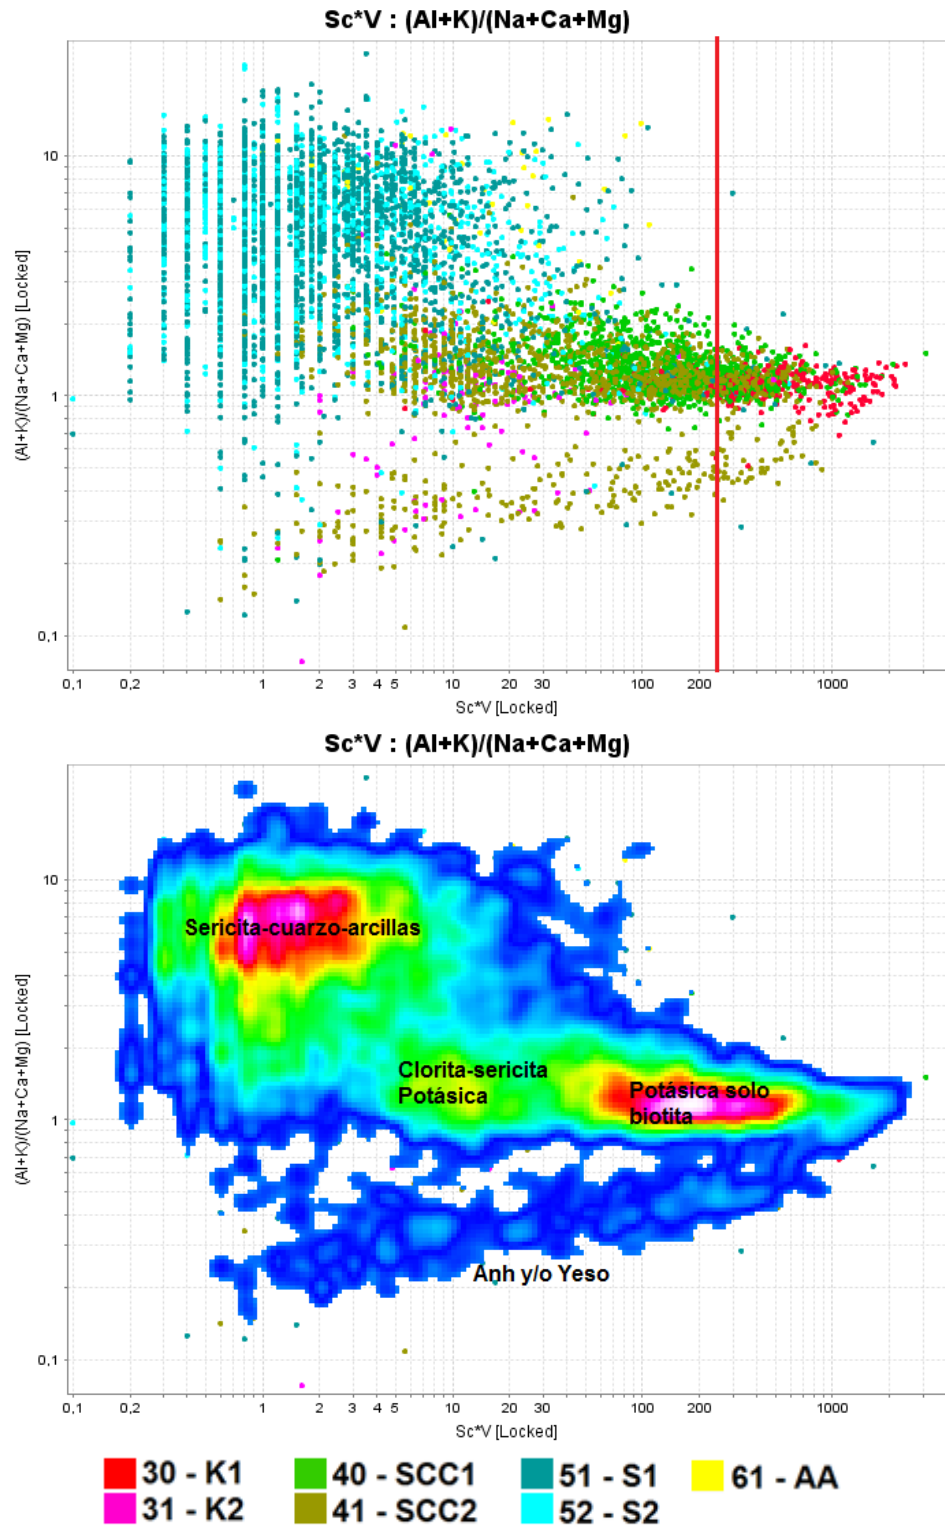 Sc*V : (Al+K)/(Na+Ca+Mg)
(Al+K)/(Na+Ca+Mg) [Locked]
10
1
0,1
0,1 0,2 1 2 3 4 5 10 20 30 100 200 1000
Sc*V [Locked]
Sc*V : (Al+K)/(Na+Ca+Mg)
(Al+K)/(Na+Ca+Mg) [Locked]
10
Sericita-cuarzo-arcillas
Clorita-sericita
Potásica
Potásica solo
biotita
1
Anh y/o Yeso
0,1
0,1 0,2 1 2 3 4 5 10 20 30 100 200 1000
Sc*V [Locked]
30 - K1 40 - SCC1 51 - S1 61 - AA
31 - K2 41 - SCC2 52 - S2